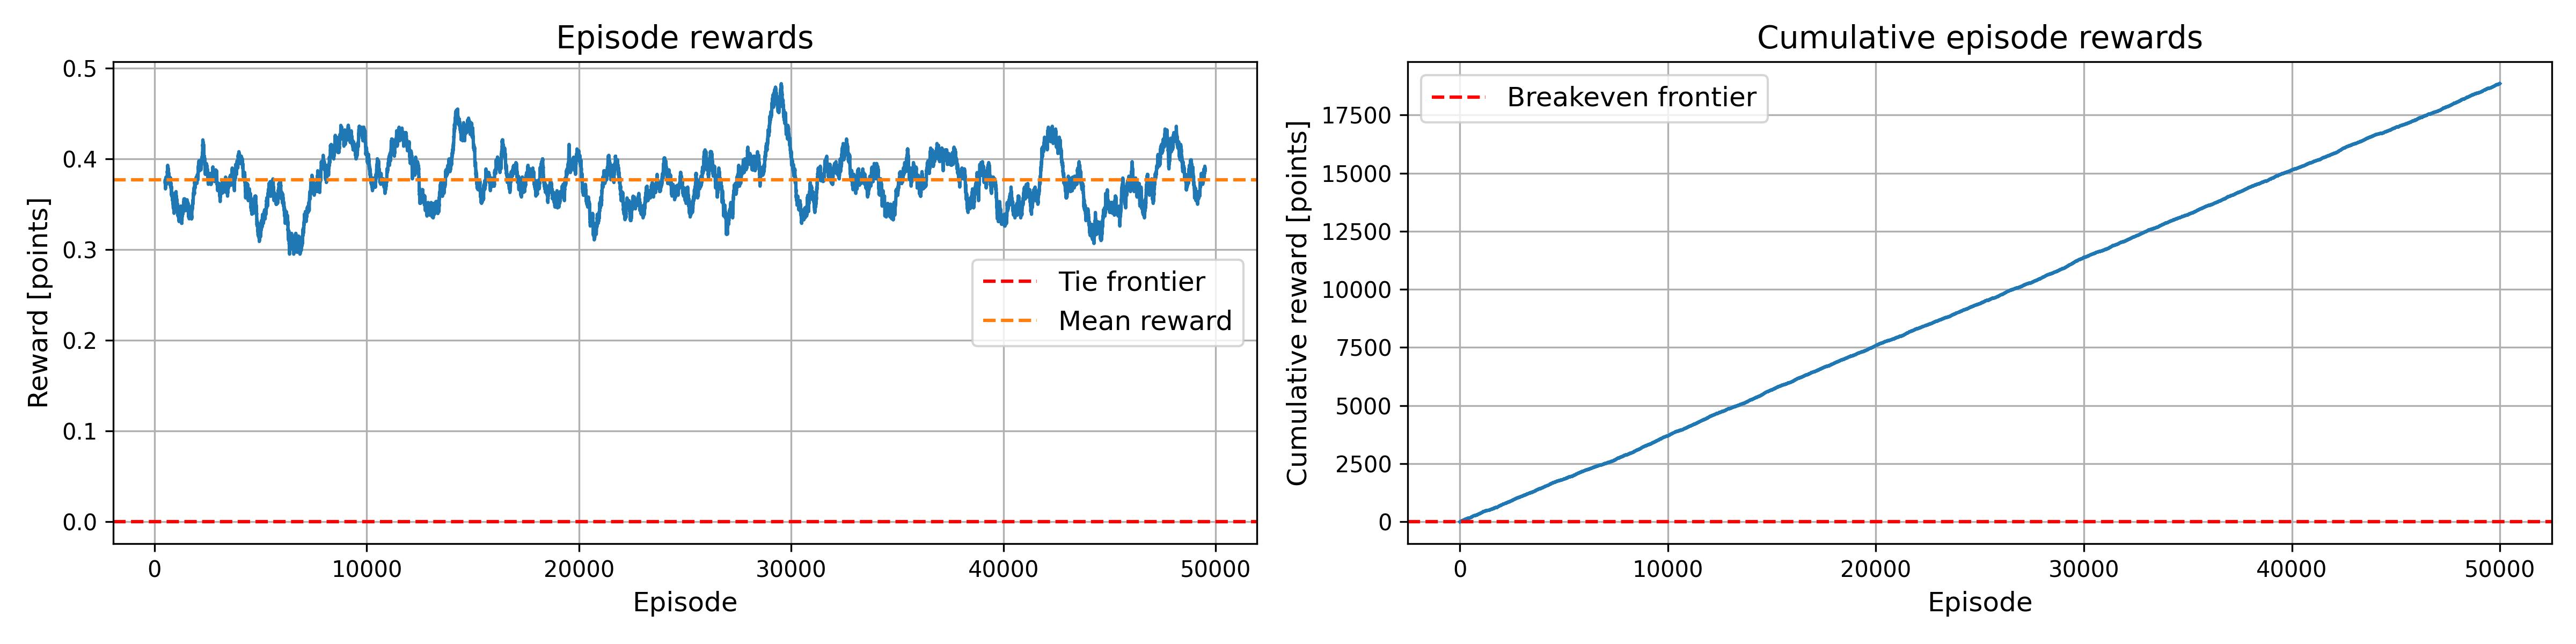 Episode rewards
Reward [points]
0.5
0.4
0.3
0.2
0.1
0.0
Tie frontier
Mean reward
0 10000 20000 30000 40000 50000
Episode
Cumulative episode rewards
Cumulative reward [points]
17500
15000
12500
10000
7500
5000
2500
0
Breakeven frontier
0 10000 20000 30000 40000 50000
Episode